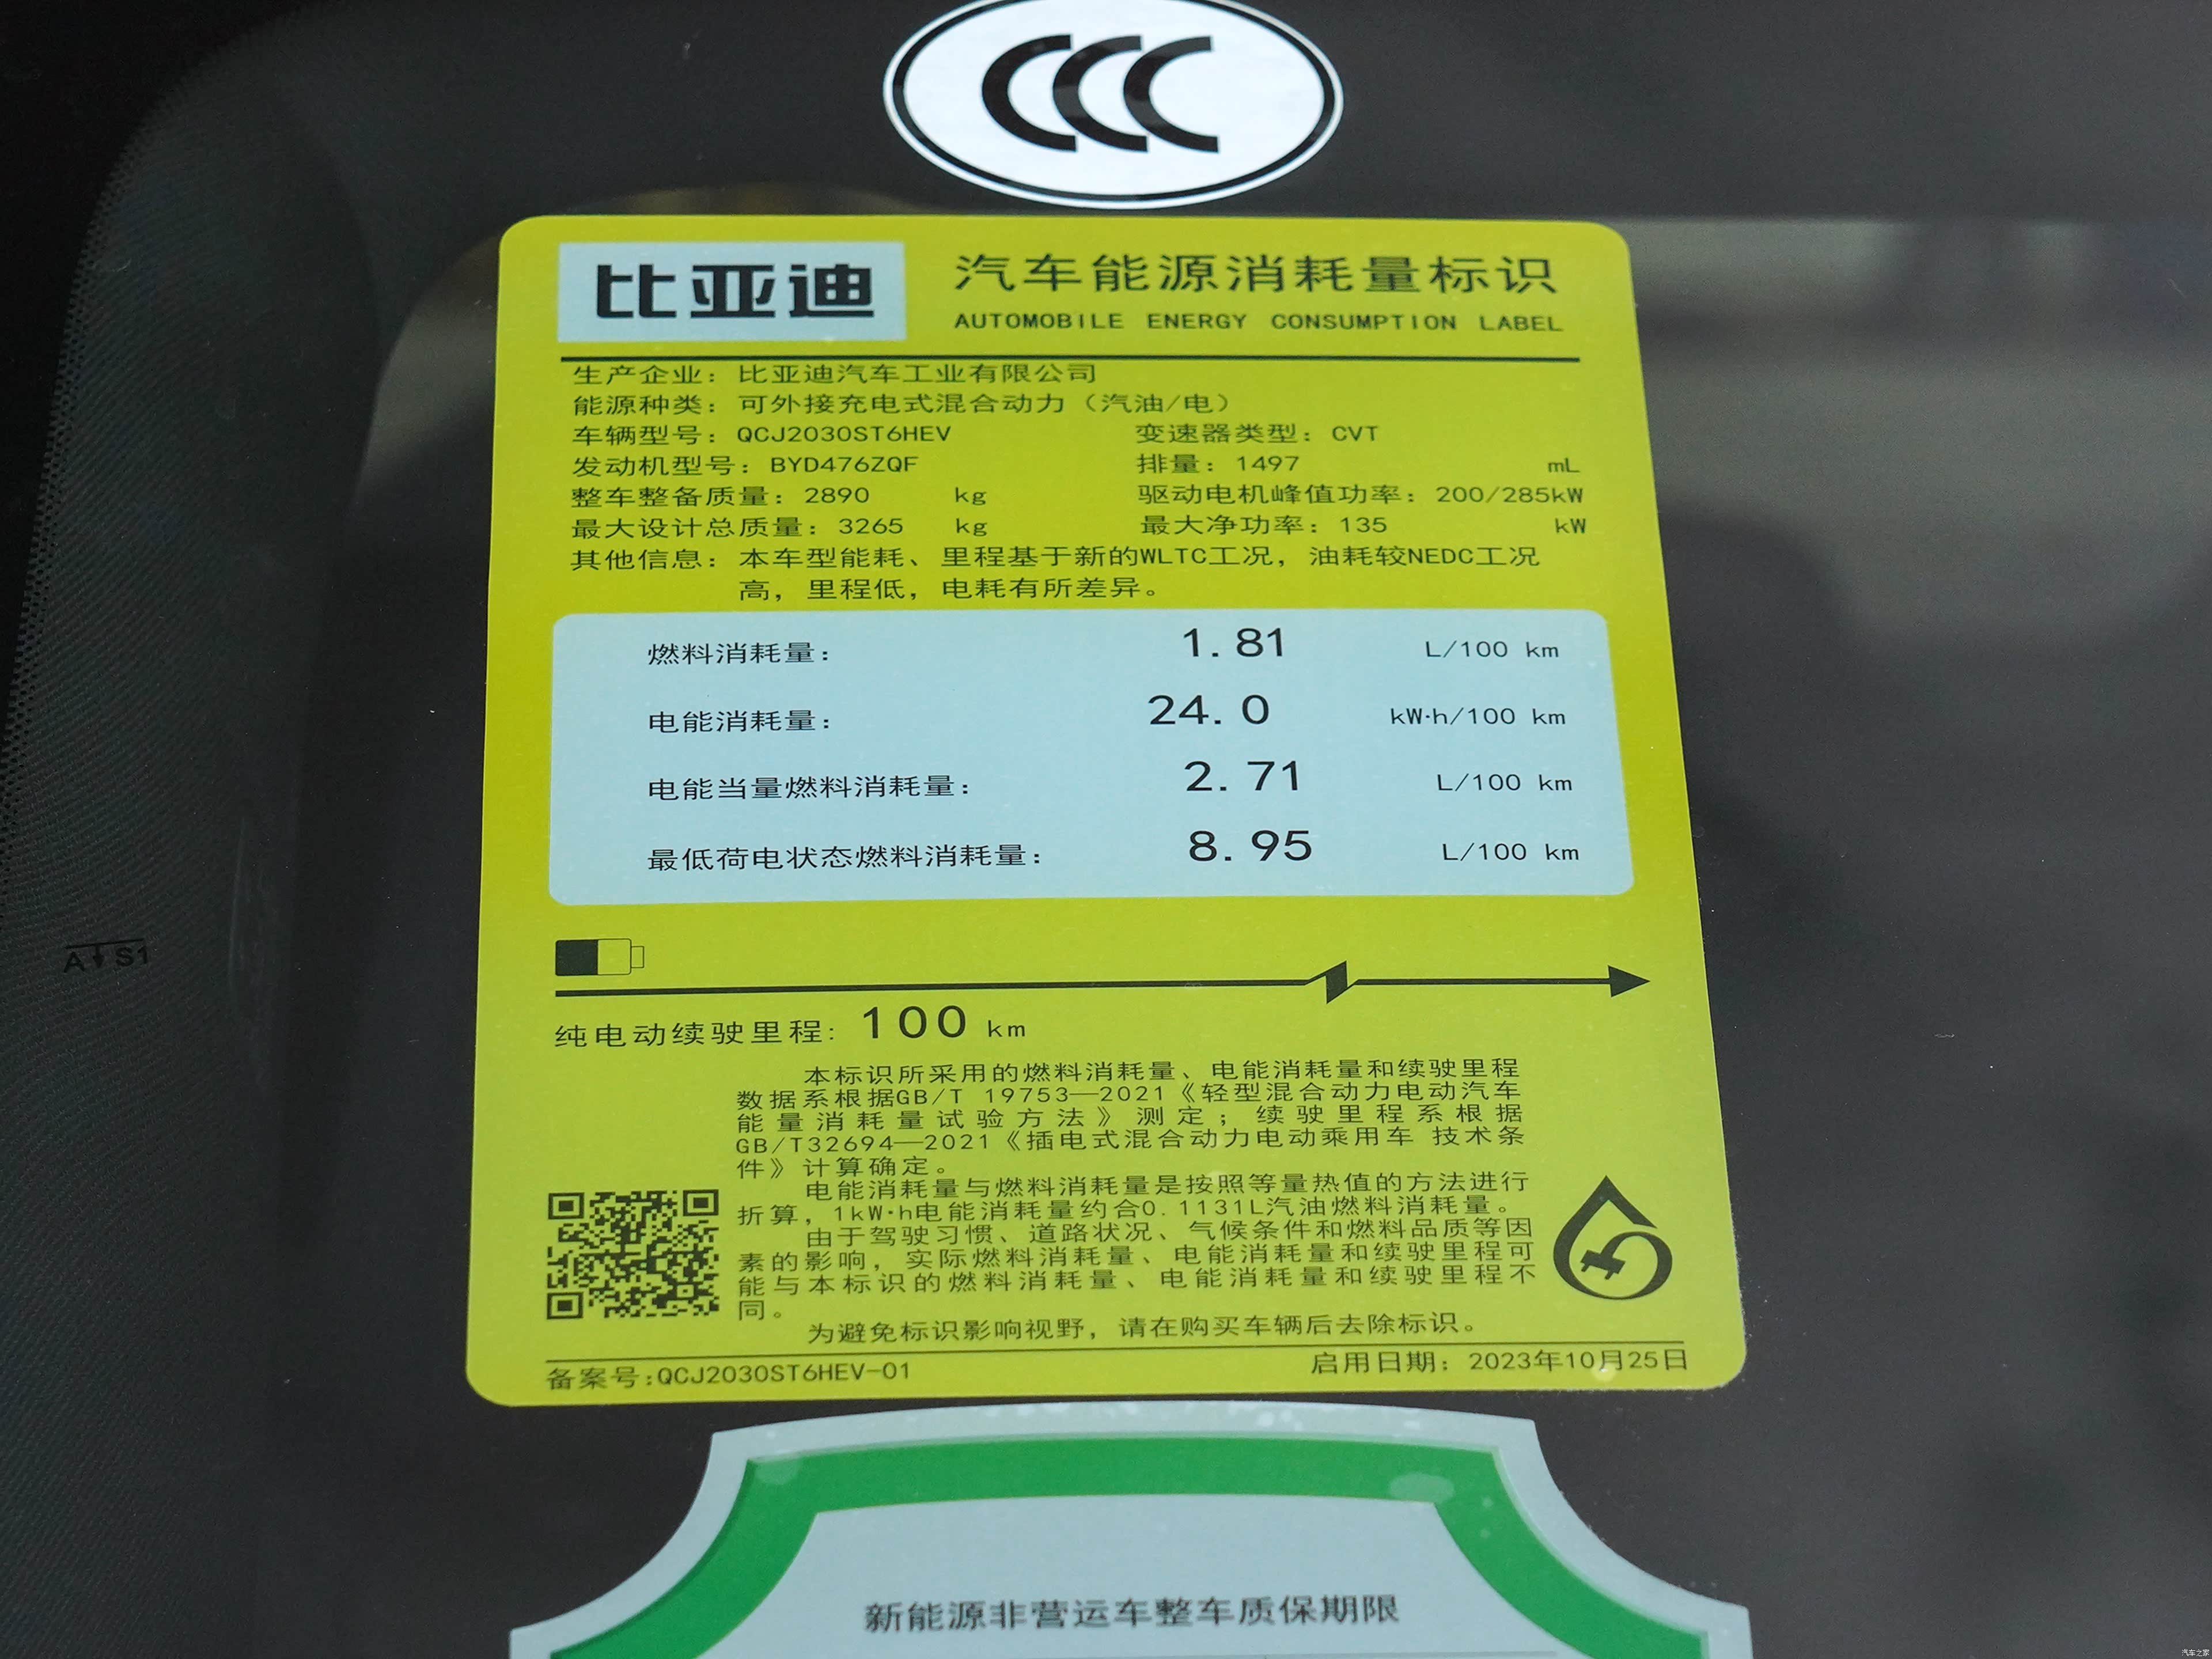 CCC
比亚迪
汽车能源消耗量标识
AUTOMOBILE ENERGY CONSUMPTION LABEL
生产企业：比亚迪汽车工业有限公司
能源种类：可外接充电式混合动力（汽油/电）
车辆型号：QCJ2030ST6HEV 变速器类型：CVT
发动机型号：BYD476ZQF 排量：1497 mL
整车整备质量：2890 kg 驱动电机峰值功率：200/285kW
最大设计总质量：3265 kg 最大净功率：135 kW
其他信息：本车型能耗、里程基于新的WLTC工况，油耗较NEDC工况
高，里程低，电耗有所差异。
燃料消耗量： 1.81 L/100 km
电能消耗量： 24.0 kW·h/100 km
电能当量燃料消耗量： 2.71 L/100 km
最低荷电状态燃料消耗量： 8.95 L/100 km
A S1
纯电动续驶里程：100 km
本标识所采用的燃料消耗量、电能消耗量和续驶里程
数据系根据GB/T 19753—2021《轻型混合动力电动汽车
能量消耗量试验方法》测定；续驶里程系根据
GB/T32694—2021《插电式混合动力电动乘用车 技术条
件》计算确定。
电能消耗量与燃料消耗量是按照等量热值的方法进行
折算，1kW·h电能消耗量约合0.1131L汽油燃料消耗量。
由于驾驶习惯、道路状况、气候条件和燃料品质等因
素的影响，实际燃料消耗量、电能消耗量和续驶里程可
能与本标识的燃料消耗量、电能消耗量和续驶里程不
同。
为避免标识影响视野，请在购买车辆后去除标识。
备案号:QCJ2030ST6HEV-01 启用日期：2023年10月25日
新能源非营运车整车质保期限
汽车之家